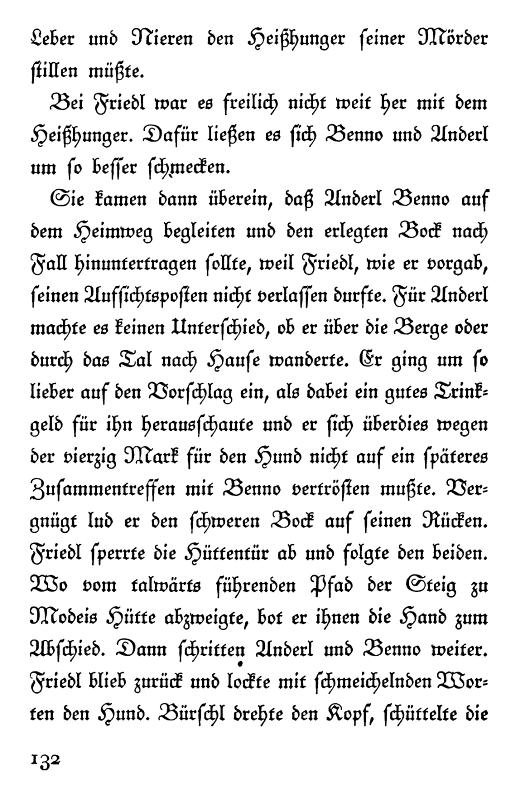 Leber und Nieren den Heißhunger seiner Mörder
stillen müßte.
Bei Friedl war es freilich nicht weit her mit dem
Heißhunger. Dafür ließen es sich Benno und Anderl
um so besser schmecken.
Sie kamen dann überein, daß Anderl Benno auf
dem Heimweg begleiten und den erlegten Bock nach
Fall hinuntertragen sollte, weil Friedl, wie er vorgab,
seinen Aufsichtsposten nicht verlassen durfte. Für Anderl
machte es keinen Unterschied, ob er über die Berge oder
durch das Tal nach Hause wanderte. Er ging um so
lieber auf den Vorschlag ein, als dabei ein gutes Trink-
geld für ihn herausschaute und er sich überdies wegen
der vierzig Mark für den Hund nicht auf ein späteres
Zusammentreffen mit Benno vertrösten mußte. Ver-
gnügt lud er den schweren Bock auf seinen Rücken.
Friedl sperrte die Hüttentür ab und folgte den beiden.
Wo vom talwärts führenden Pfad der Steig zu
Modeis Hütte abzweigte, bot er ihnen die Hand zum
Abschied. Dann schritten Anderl und Benno weiter.
Friedl blieb zurück und lockte mit schmeichelnden Wor-
ten den Hund. Bürschl drehte den Kopf, schüttelte die
132